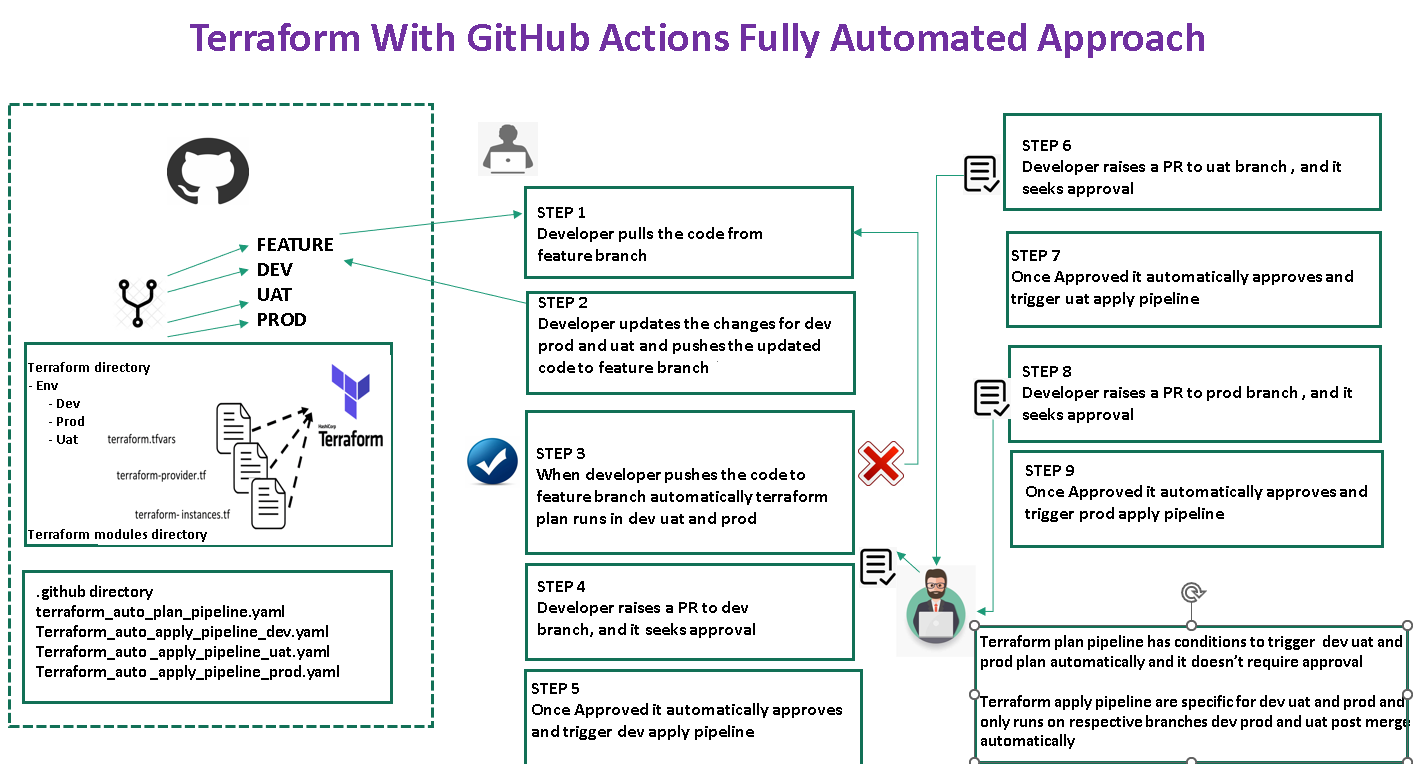 Terraform With GitHub Actions Fully Automated Approach
FEATURE
DEV
UAT
PROD
Terraform directory
- Env
- Dev
- Prod
- Uat
terraform.tfvars
terraform-provider.tf
terraform- instances.tf
HashiCorp
Terraform
Terraform modules directory
.github directory
terraform_auto_plan_pipeline.yaml
Terraform_auto_apply_pipeline_dev.yaml
Terraform_auto _apply_pipeline_uat.yaml
Terraform_auto _apply_pipeline_prod.yaml
STEP 1
Developer pulls the code from
feature branch
STEP 2
Developer updates the changes for dev
prod and uat and pushes the updated
code to feature branch
STEP 3
When developer pushes the code to
feature branch automatically terraform
plan runs in dev uat and prod
STEP 4
Developer raises a PR to dev
branch, and it seeks approval
STEP 5
Once Approved it automatically approves
and trigger dev apply pipeline
STEP 6
Developer raises a PR to uat branch , and it
seeks approval
STEP 7
Once Approved it automatically approves and
trigger uat apply pipeline
STEP 8
Developer raises a PR to prod branch , and it
seeks approval
STEP 9
Once Approved it automatically approves and
trigger prod apply pipeline
Terraform plan pipeline has conditions to trigger  dev uat and
prod plan automatically and it doesn't require approval
Terraform apply pipeline are specific for dev uat and prod and
only runs on respective branches dev prod and uat post merge
automatically